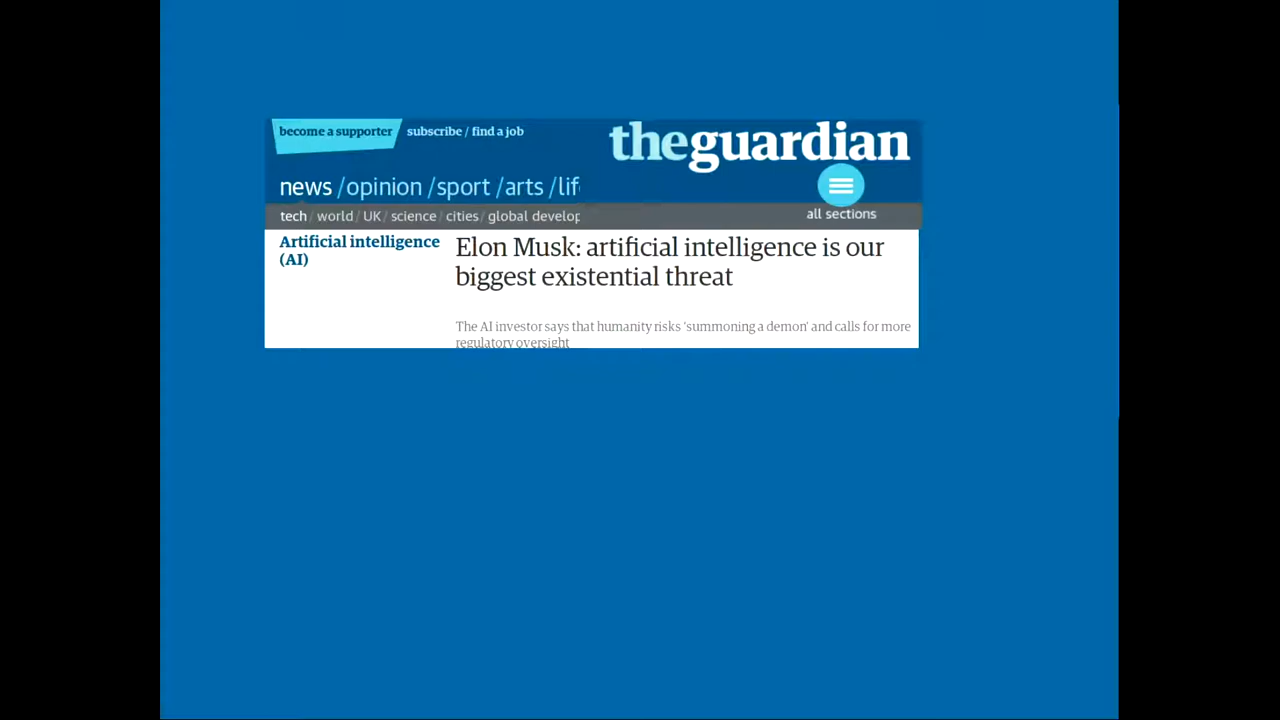 become a supporter subscribe / find a job
theguardian
news /opinion /sport /arts /lif
all sections
tech / world / UK / science / cities / global develop
Artificial intelligence
(AI)
Elon Musk: artificial intelligence is our
biggest existential threat
The AI investor says that humanity risks ‘summoning a demon’ and calls for more
regulatory oversight